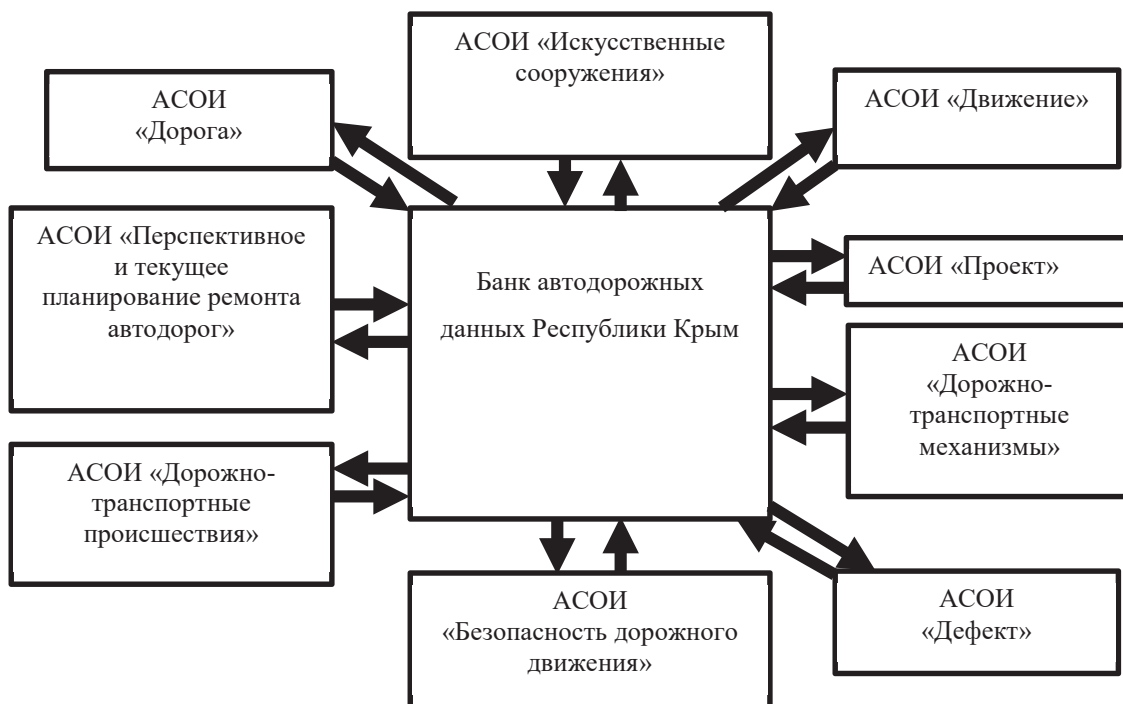 АСОИ «Искусственные
сооружения»
АСОИ
«Дорога»
АСОИ «Движение»
АСОИ «Перспективное
и текущее
планирование ремонта
автодорог»
Банк автодорожных
данных Республики Крым
АСОИ «Проект»
АСОИ
«Дорожно-
транспортные
механизмы»
АСОИ «Дорожно-
транспортные
происшествия»
АСОИ
«Безопасность дорожного
движения»
АСОИ
«Дефект»